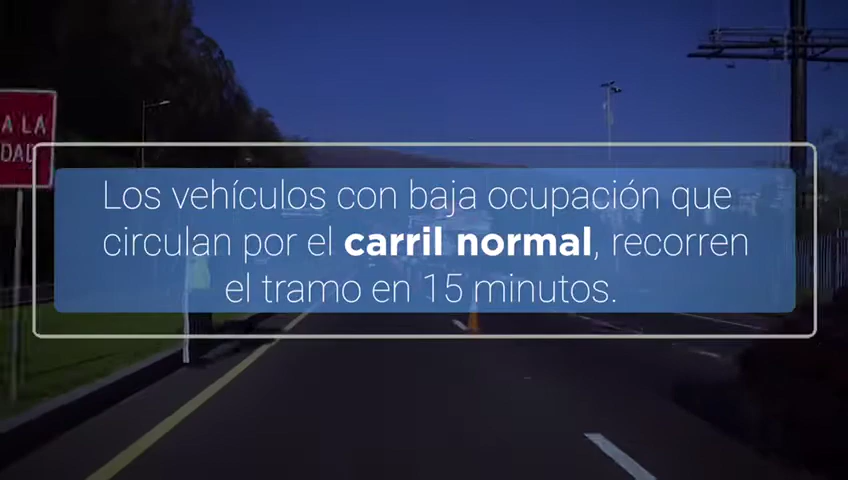 A LA
DAD
Los vehículos con baja ocupación que
circulan por el carril normal, recorren
el tramo en 15 minutos.